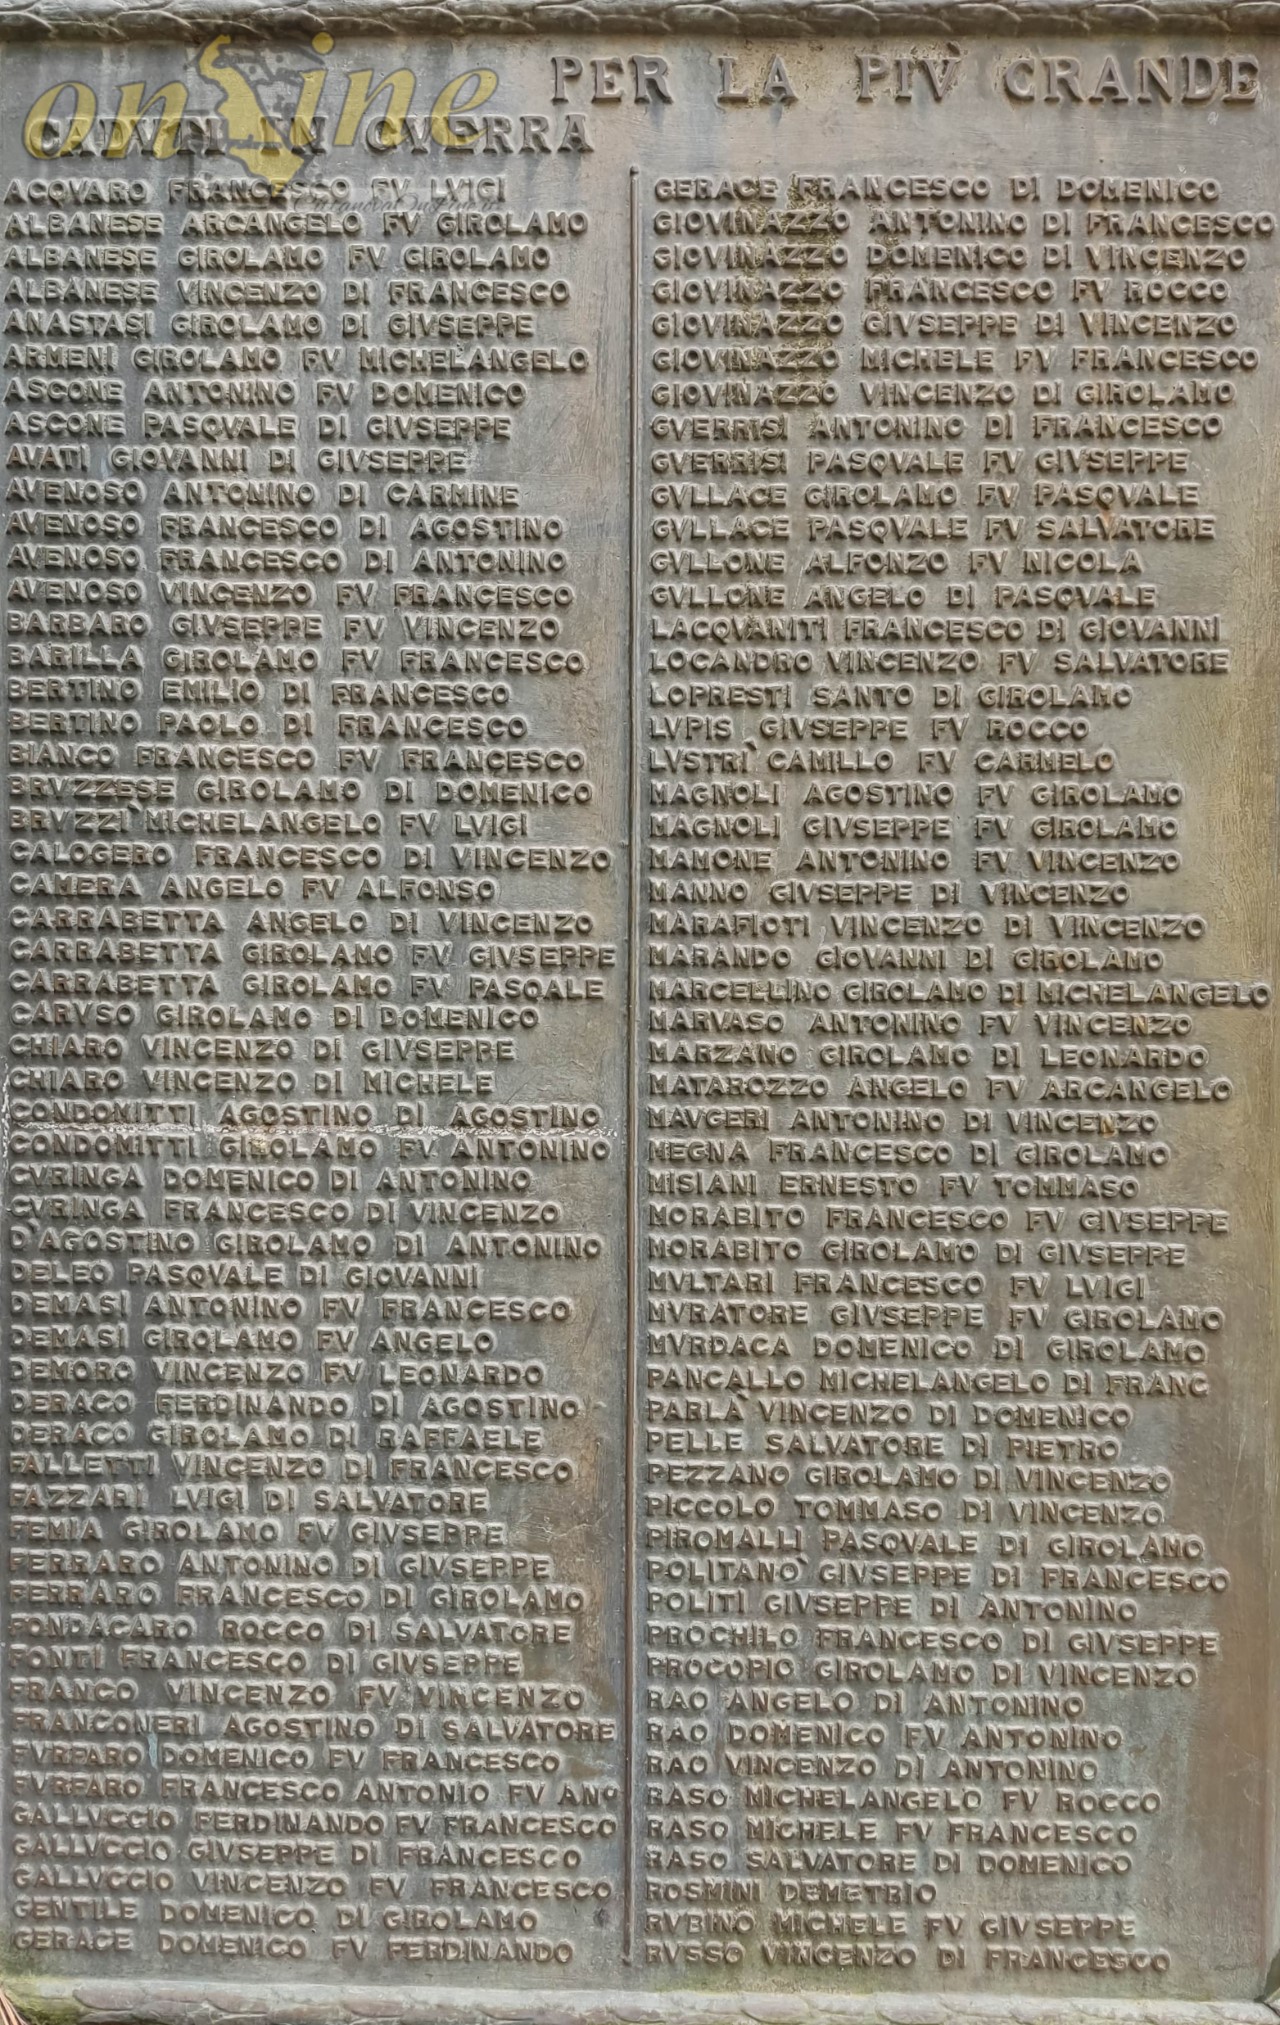 online
PER LA PIV̀ GRANDE
CADVTI IN GVERRA
ACQVARO FRANCESCO FV LVIGI
ALBANESE ARCANGELO FV GIROLAMO
ALBANESE GIROLAMO FV GIROLAMO
ALBANESE VINCENZO DI FRANCESCO
ANASTASI GIROLAMO DI GIVSEPPE
ARMENI GIROLAMO FV MICHELANGELO
ASCONE ANTONINO FV DOMENICO
ASCONE PASQVALE DI GIVSEPPE
AVATI GIOVANNI DI GIVSEPPE
AVENOSO ANTONINO DI CARMINE
AVENOSO FRANCESCO DI AGOSTINO
AVENOSO FRANCESCO DI ANTONINO
AVENOSO VINCENZO FV FRANCESCO
BARBARO GIVSEPPE FV VINCENZO
BARILLA GIROLAMO FV FRANCESCO
BERTINO EMILIO DI FRANCESCO
BERTINO PAOLO DI FRANCESCO
BIANCO FRANCESCO FV FRANCESCO
BRVZZESE GIROLAMO DI DOMENICO
BRVZZÌ MICHELANGELO FV LVIGI
CALOGERO FRANCESCO DI VINCENZO
CAMERA ANGELO FV ALFONSO
CARRABETTA ANGELO DI VINCENZO
CARRABETTA GIROLAMO FV GIVSEPPE
CARRABETTA GIROLAMO FV PASQALE
CARVSO GIROLAMO DI DOMENICO
CHIARO VINCENZO DI GIVSEPPE
CHIARO VINCENZO DI MICHELE
CONDOMITTI AGOSTINO DI AGOSTINO
CONDOMITTI GIROLAMO FV ANTONINO
CVRINGA DOMENICO DI ANTONINO
CVRINGA FRANCESCO DI VINCENZO
D'AGOSTINO GIROLAMO DI ANTONINO
DELEO PASQVALE DI GIOVANNI
DEMASI ANTONINO FV FRANCESCO
DEMASI GIROLAMO FV ANGELO
DEMORO VINCENZO FV LEONARDO
DERACO FERDINANDO DI AGOSTINO
DERACO GIROLAMO DI RAFFAELE
FALLETTI VINCENZO DI FRANCESCO
FAZZARI LVIGI DI SALVATORE
FEMIA GIROLAMO FV GIVSEPPE
FERRARO ANTONINO DI GIVSEPPE
FERRARO FRANCESCO DI GIROLAMO
FONDACARO ROCCO DI SALVATORE
FONTI FRANCESCO DI GIVSEPPE
FRANCO VINCENZO FV VINCENZO
FRANCONERI AGOSTINO DI SALVATORE
FVRFARO DOMENICO FV FRANCESCO
FVRFARO FRANCESCO ANTONIO FV ANº
GALLVCCIO FERDINANDO FV FRANCESCO
GALLVCCIO GIVSEPPE DI FRANCESCO
GALLVCCIO VINCENZO FV FRANCESCO
GENTILE DOMENICO DI GIROLAMO
GERACE DOMENICO FV FERDINANDO
GERACE FRANCESCO DI DOMENICO
GIOVINAZZO ANTONINO DI FRANCESCO
GIOVINAZZO DOMENICO DI VINCENZO
GIOVINAZZO FRANCESCO FV ROCCO
GIOVINAZZO GIVSEPPE DI VINCENZO
GIOVINAZZO MICHELE FV FRANCESCO
GIOVINAZZO VINCENZO DI GIROLAMO
GVERRISI ANTONINO DI FRANCESCO
GVERRISI PASQVALE FV GIVSEPPE
GVLLACE GIROLAMO FV PASQVALE
GVLLACE PASQVALE FV SALVATORE
GVLLONE ALFONZO FV NICOLA
GVLLONE ANGELO DI PASQVALE
LACQVANITI FRANCESCO DI GIOVANNI
LOCANDRO VINCENZO FV SALVATORE
LOPRESTI SANTO DI GIROLAMO
LVPIS GIVSEPPE FV ROCCO
LVSTRÌ CAMILLO FV CARMELO
MAGNOLI AGOSTINO FV GIROLAMO
MAGNOLI GIVSEPPE FV GIROLAMO
MAMONE ANTONINO FV VINCENZO
MANNO GIVSEPPE DI VINCENZO
MARAFIOTI VINCENZO DI VINCENZO
MARANDO GIOVANNI DI GIROLAMO
MARCELLINO GIROLAMO DI MICHELANGELO
MARVASO ANTONINO FV VINCENZO
MARZANO GIROLAMO DI LEONARDO
MATAROZZO ANGELO FV ARCANGELO
MAVGERI ANTONINO DI VINCENZO
MEGNA FRANCESCO DI GIROLAMO
MISIANI ERNESTO FV TOMMASO
MORABITO FRANCESCO FV GIVSEPPE
MORABITO GIROLAMO DI GIVSEPPE
MVLTARI FRANCESCO FV LVIGI
MVRATORE GIVSEPPE FV GIROLAMO
MVRDACA DOMENICO DI GIROLAMO
PANCALLO MICHELANGELO DI FRANC
PARLÀ VINCENZO DI DOMENICO
PELLE SALVATORE DI PIETRO
PEZZANO GIROLAMO DI VINCENZO
PICCOLO TOMMASO DI VINCENZO
PIROMALLI PASQVALE DI GIROLAMO
POLITANÒ GIVSEPPE DI FRANCESCO
POLITI GIVSEPPE DI ANTONINO
PROCHILO FRANCESCO DI GIVSEPPE
PROCOPIO GIROLAMO DI VINCENZO
RAO ANGELO DI ANTONINO
RAO DOMENICO FV ANTONINO
RAO VINCENZO DI ANTONINO
RASO MICHELANGELO FV ROCCO
RASO MICHELE FV FRANCESCO
RASO SALVATORE DI DOMENICO
ROSMINI DEMETRIO
RVBINO MICHELE FV GIVSEPPE
RVSSO VINCENZO DI FRANCESCO